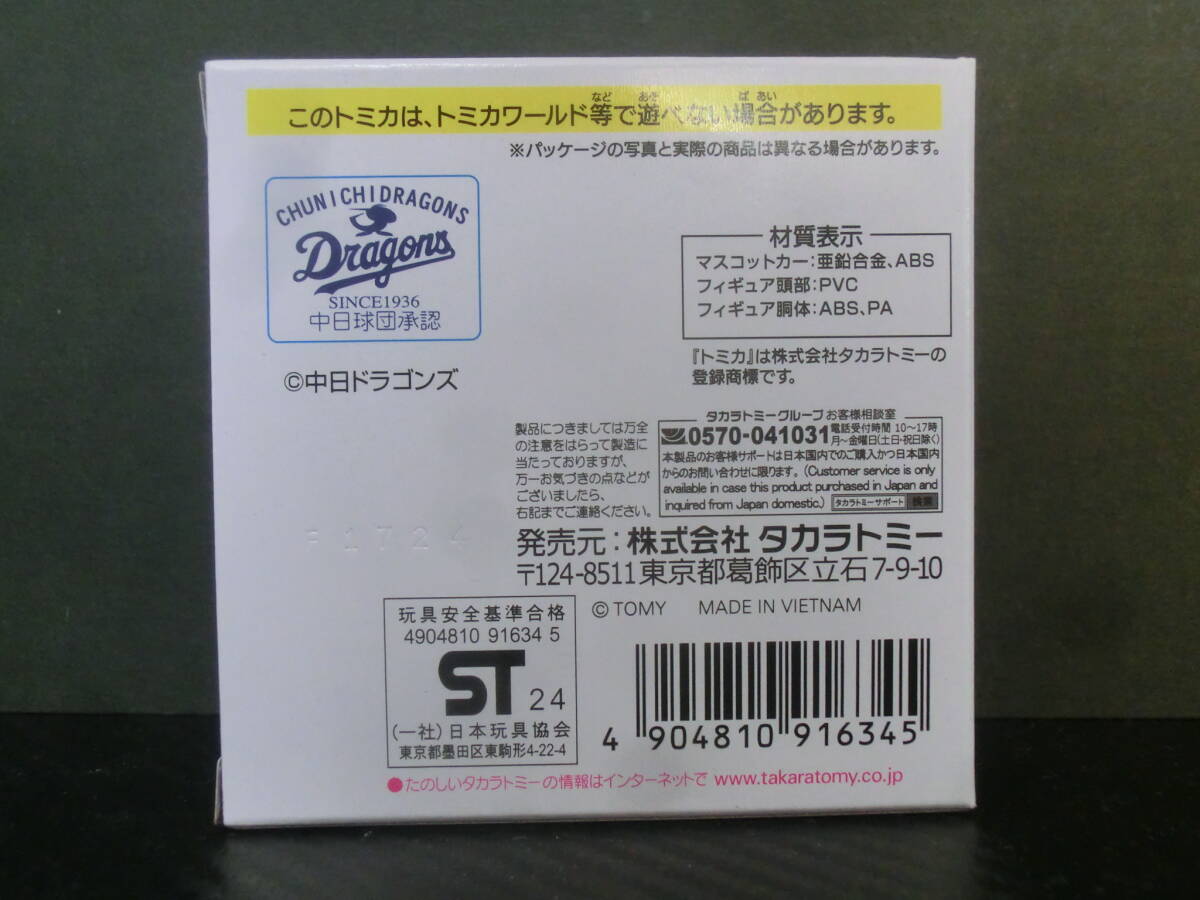 このトミカは、トミカワールド等で遊べない場合があります。
※パッケージの写真と実際の商品は異なる場合があります。
CHUNICHI DRAGONS
Dragons
SINCE 1936
中日球団承認
©中日ドラゴンズ
材質表示
マスコットカー：亜鉛合金、ABS
フィギュア頭部：PVC
フィギュア胴体：ABS、PA
『トミカ』は株式会社タカラトミーの
登録商標です。
製品につきましては万全
の注意をはらって製造に
当たっておりますが、
万一お気づきの点などが
ございましたら、
右記までご連絡ください。
タカラトミーグループ お客様相談室
0570-041031 電話受付時間 10～17時
月～金曜日(土日・祝日除く)
本製品のお客様サポートは日本国内でのご購入かつ日本国内
からのお問い合わせに限ります。(Customer service is only
available in case this product purchased in Japan and
inquired from Japan domestic.) タカラトミーサポート 検索
発売元：株式会社 タカラトミー
〒124-8511 東京都葛飾区立石7-9-10
© TOMY MADE IN VIETNAM
玩具安全基準合格
4904810 91634 5
ST 24
(一社)日本玩具協会
東京都墨田区東駒形4-22-4
4 904810 916345
●たのしいタカラトミーの情報はインターネットで www.takaratomy.co.jp